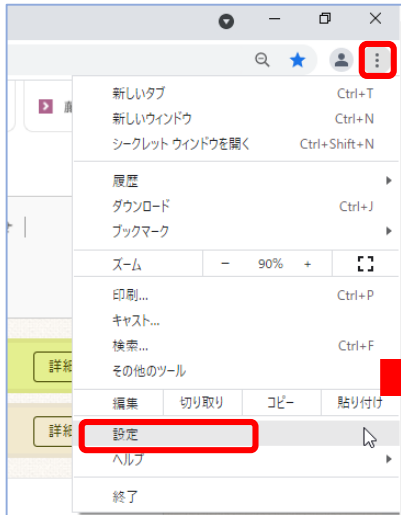 新しいタブ Ctrl+T
新しいウィンドウ Ctrl+N
シークレット ウィンドウを開く Ctrl+Shift+N
履歴
ダウンロード Ctrl+J
ブックマーク
ズーム － 90% +
印刷... Ctrl+P
キャスト...
検索... Ctrl+F
詳細
その他のツール
編集 切り取り コピー 貼り付け
詳細
設定
ヘルプ
終了